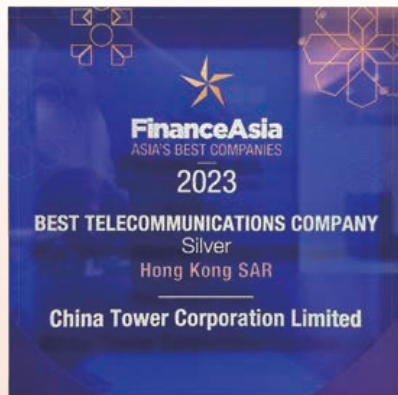 FinanceAsia
ASIA'S BEST COMPANIES
2023
BEST TELECOMMUNICATIONS COMPANY
Silver
Hong Kong SAR
China Tower Corporation Limited